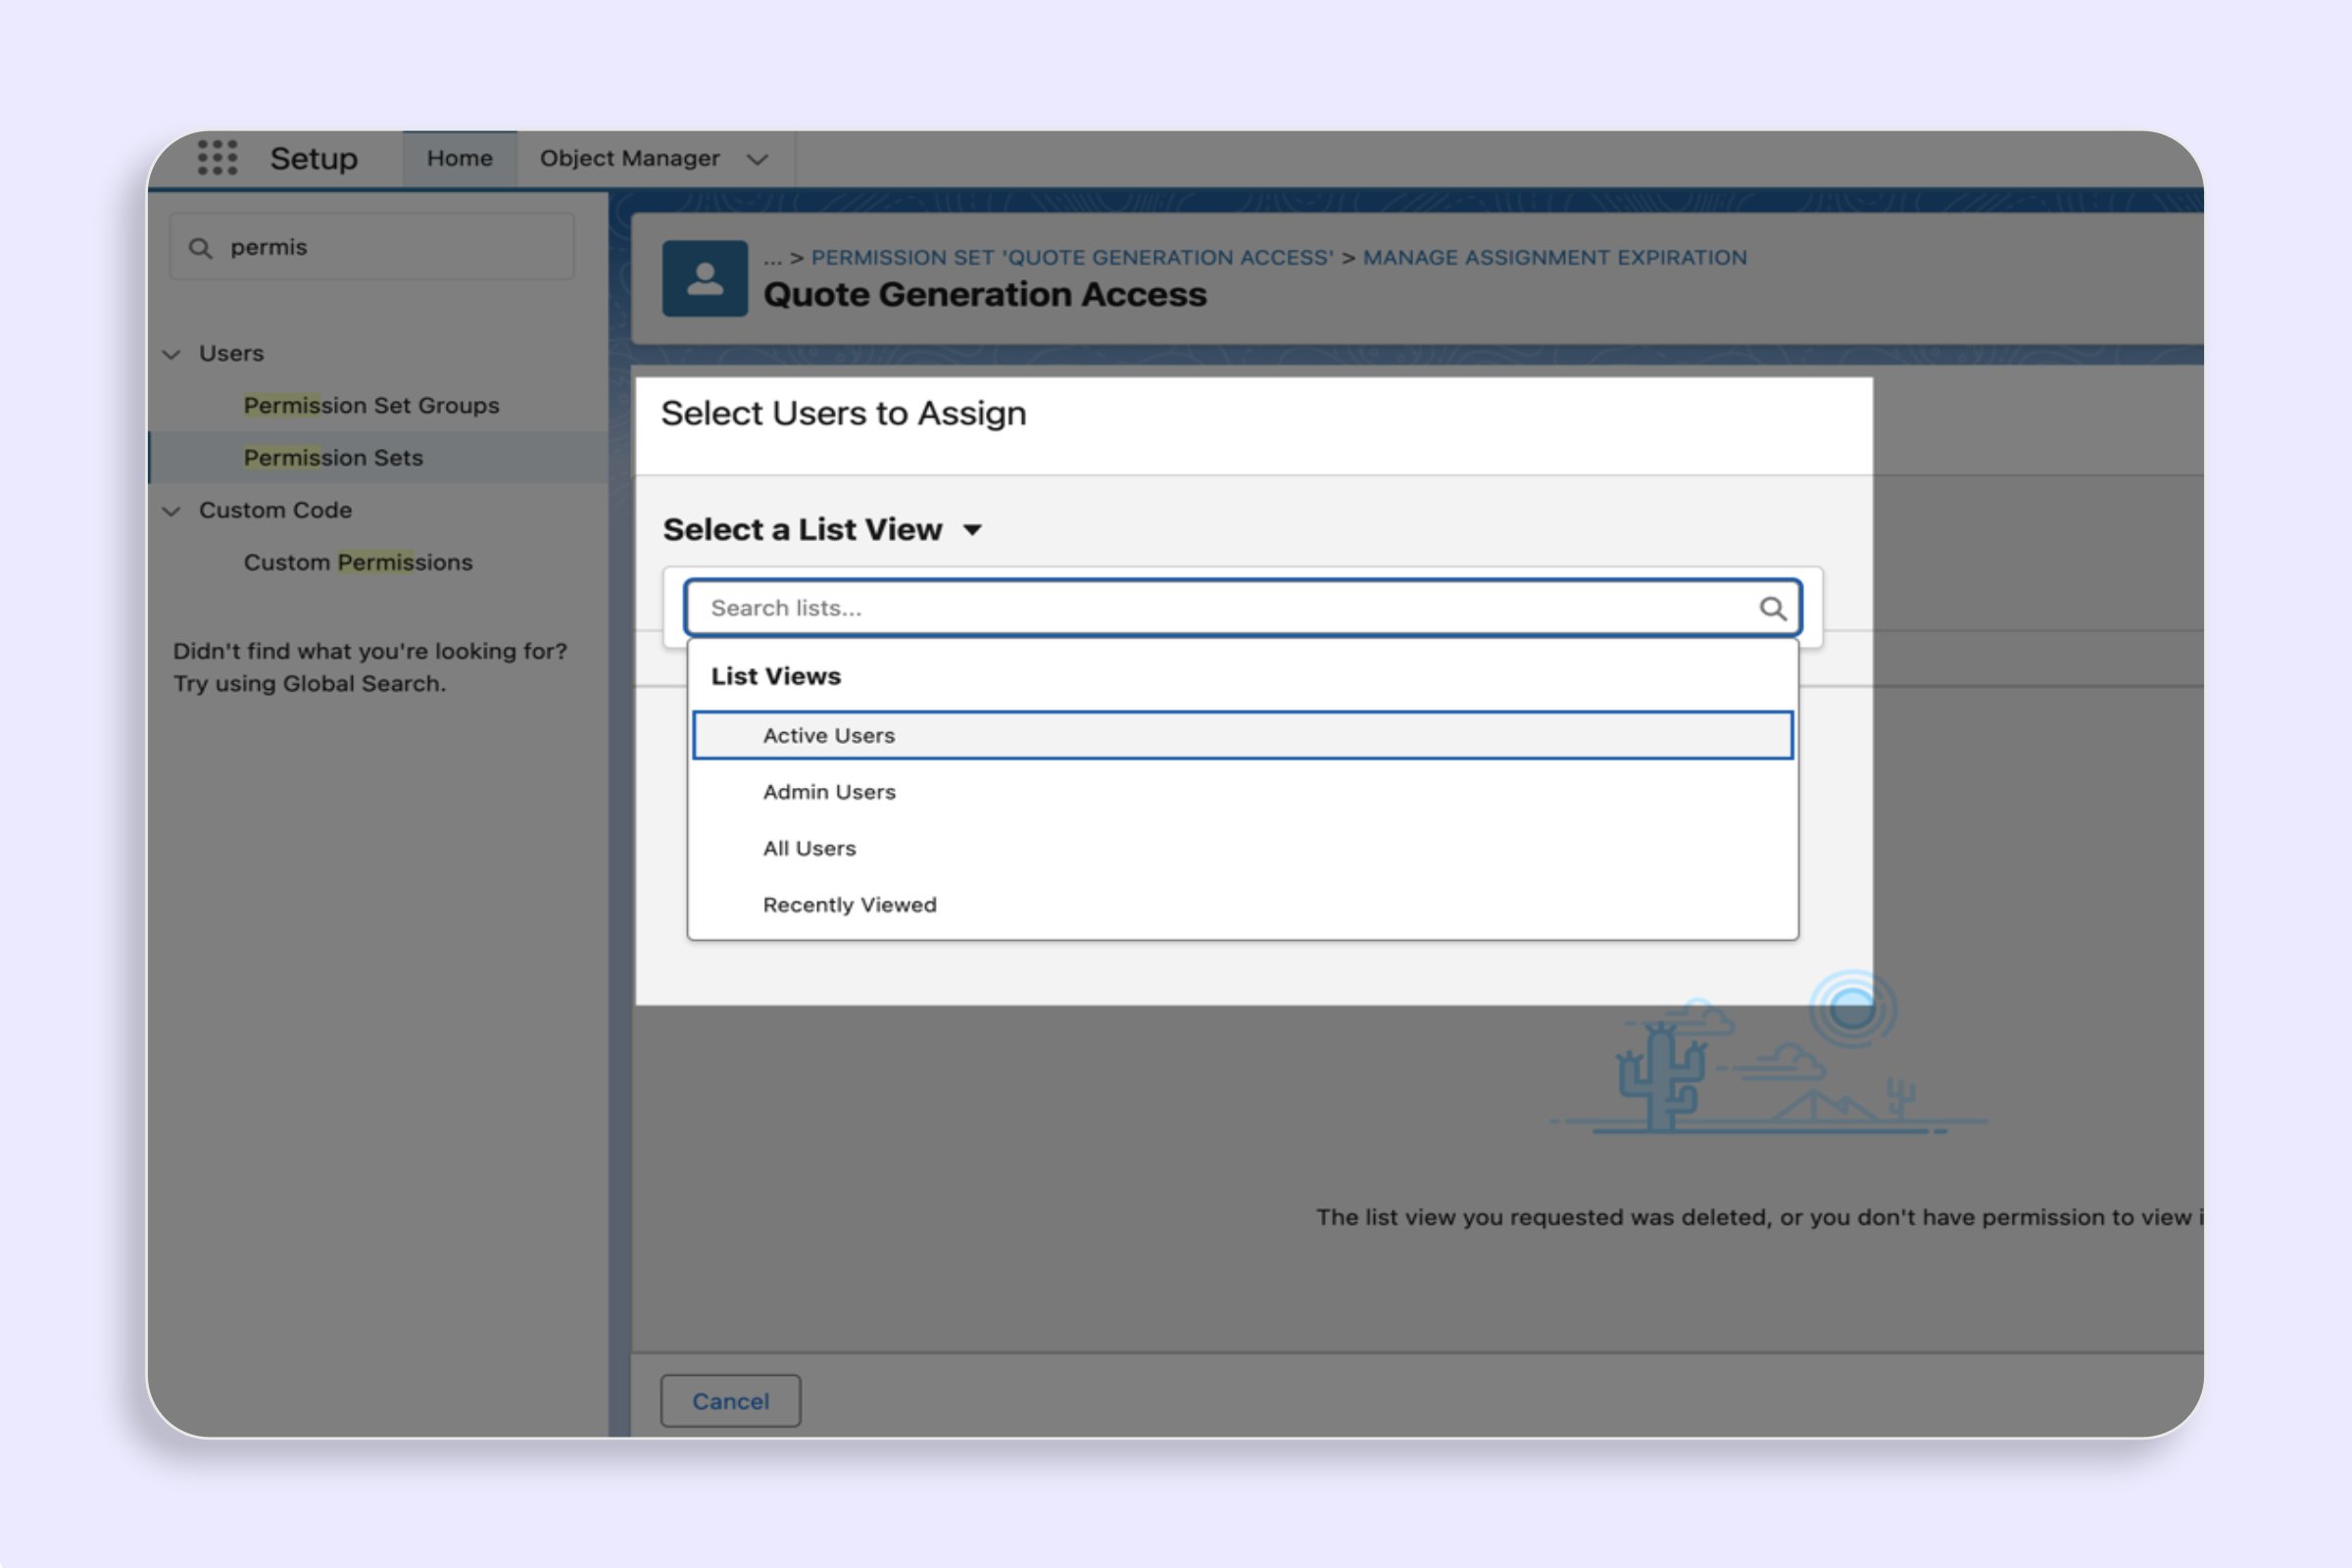 Setup
Home
Object Manager
permis
Users
Permission Set Groups
Permission Sets
Custom Code
Custom Permissions
Didn't find what you're looking for?
Try using Global Search.
... > PERMISSION SET 'QUOTE GENERATION ACCESS' > MANAGE ASSIGNMENT EXPIRATION
Quote Generation Access
Select Users to Assign
Select a List View
Search lists...
List Views
Active Users
Admin Users
All Users
Recently Viewed
The list view you requested was deleted, or you don't have permission to view
Cancel